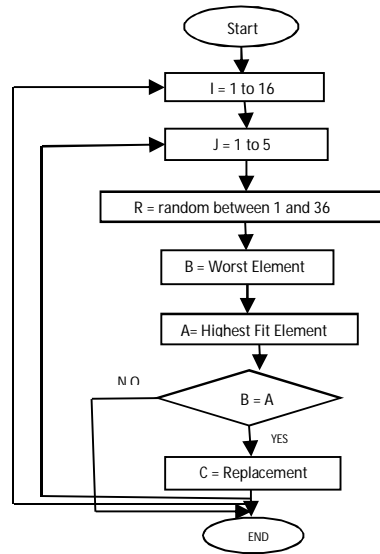 Start
I = 1 to 16
J = 1 to 5
R = random between 1 and 36
B = Worst Element
A= Highest Fit Element
N O
B = A
YES
C = Replacement
END